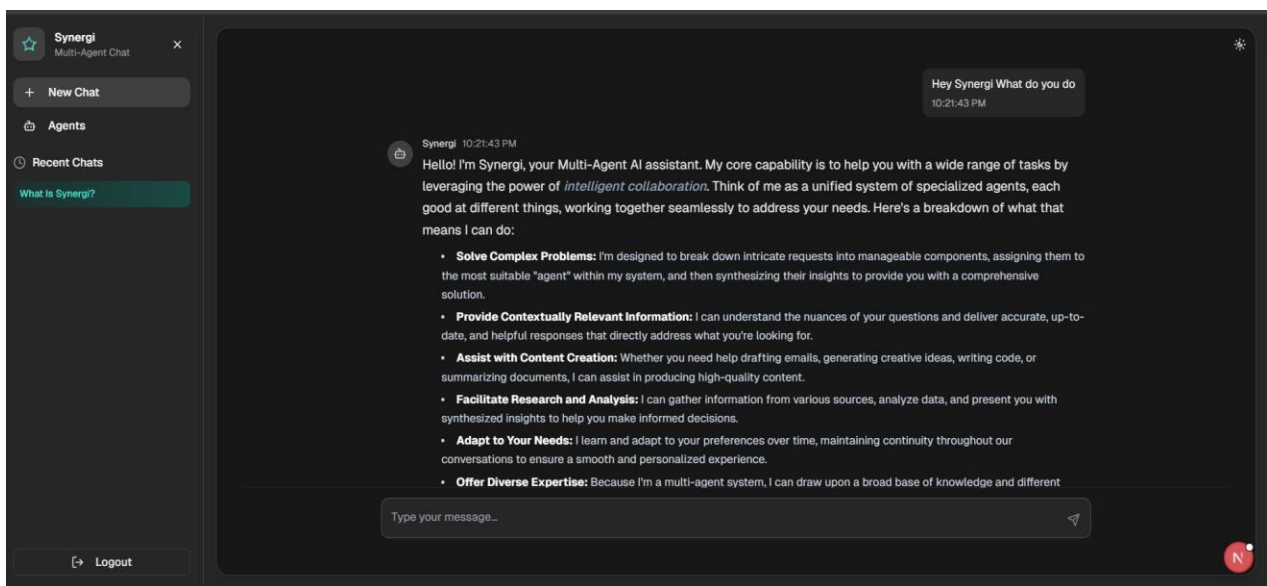 Synergi
Multi-Agent Chat
New Chat
Agents
Recent Chats
What Is Synergi?
Logout
Hey Synergi What do you do
10:21:43 PM
Synergi 10:21:43 PM
Hello! I'm Synergi, your Multi-Agent AI assistant. My core capability is to help you with a wide range of tasks by
leveraging the power of intelligent collaboration. Think of me as a unified system of specialized agents, each
good at different things, working together seamlessly to address your needs. Here's a breakdown of what that
means I can do:
• Solve Complex Problems: I'm designed to break down intricate requests into manageable components, assigning them to
the most suitable "agent" within my system, and then synthesizing their insights to provide you with a comprehensive
solution.
• Provide Contextually Relevant Information: I can understand the nuances of your questions and deliver accurate, up-to-
date, and helpful responses that directly address what you're looking for.
• Assist with Content Creation: Whether you need help drafting emails, generating creative ideas, writing code, or
summarizing documents, I can assist in producing high-quality content.
• Facilitate Research and Analysis: I can gather information from various sources, analyze data, and present you with
synthesized insights to help you make informed decisions.
• Adapt to Your Needs: I learn and adapt to your preferences over time, maintaining continuity throughout our
conversations to ensure a smooth and personalized experience.
• Offer Diverse Expertise: Because I'm a multi-agent system, I can draw upon a broad base of knowledge and different
Type your message...
N